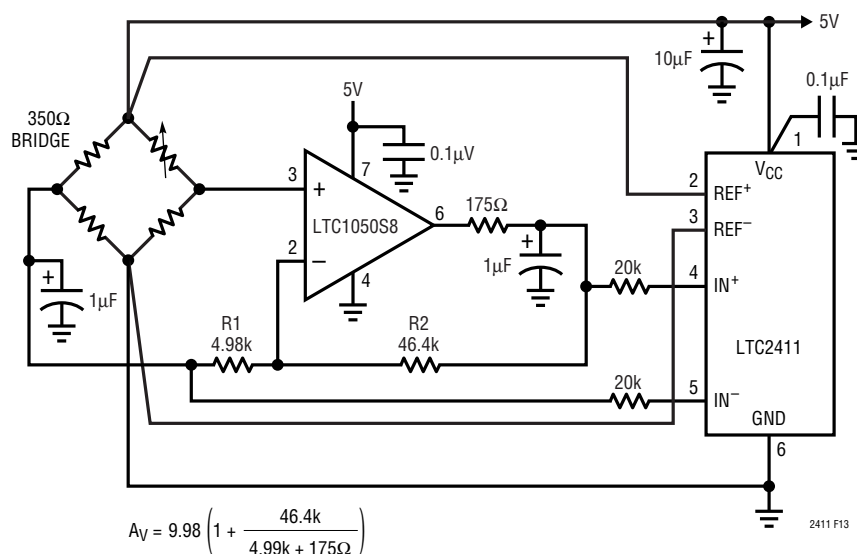 5V
10µF
+
0.1µF
350Ω
BRIDGE
5V
1
VCC
7
0.1µV
3
+
2
REF+
LTC1050S8
6
175Ω
3
REF−
2
−
+
4
1µF
20k
4
IN+
+
1µF
R1
4.98k
R2
46.4k
LTC2411
20k
5
IN−
GND
6
AV = 9.98 (1 + 46.4k / 4.99k + 175Ω)
2411 F13